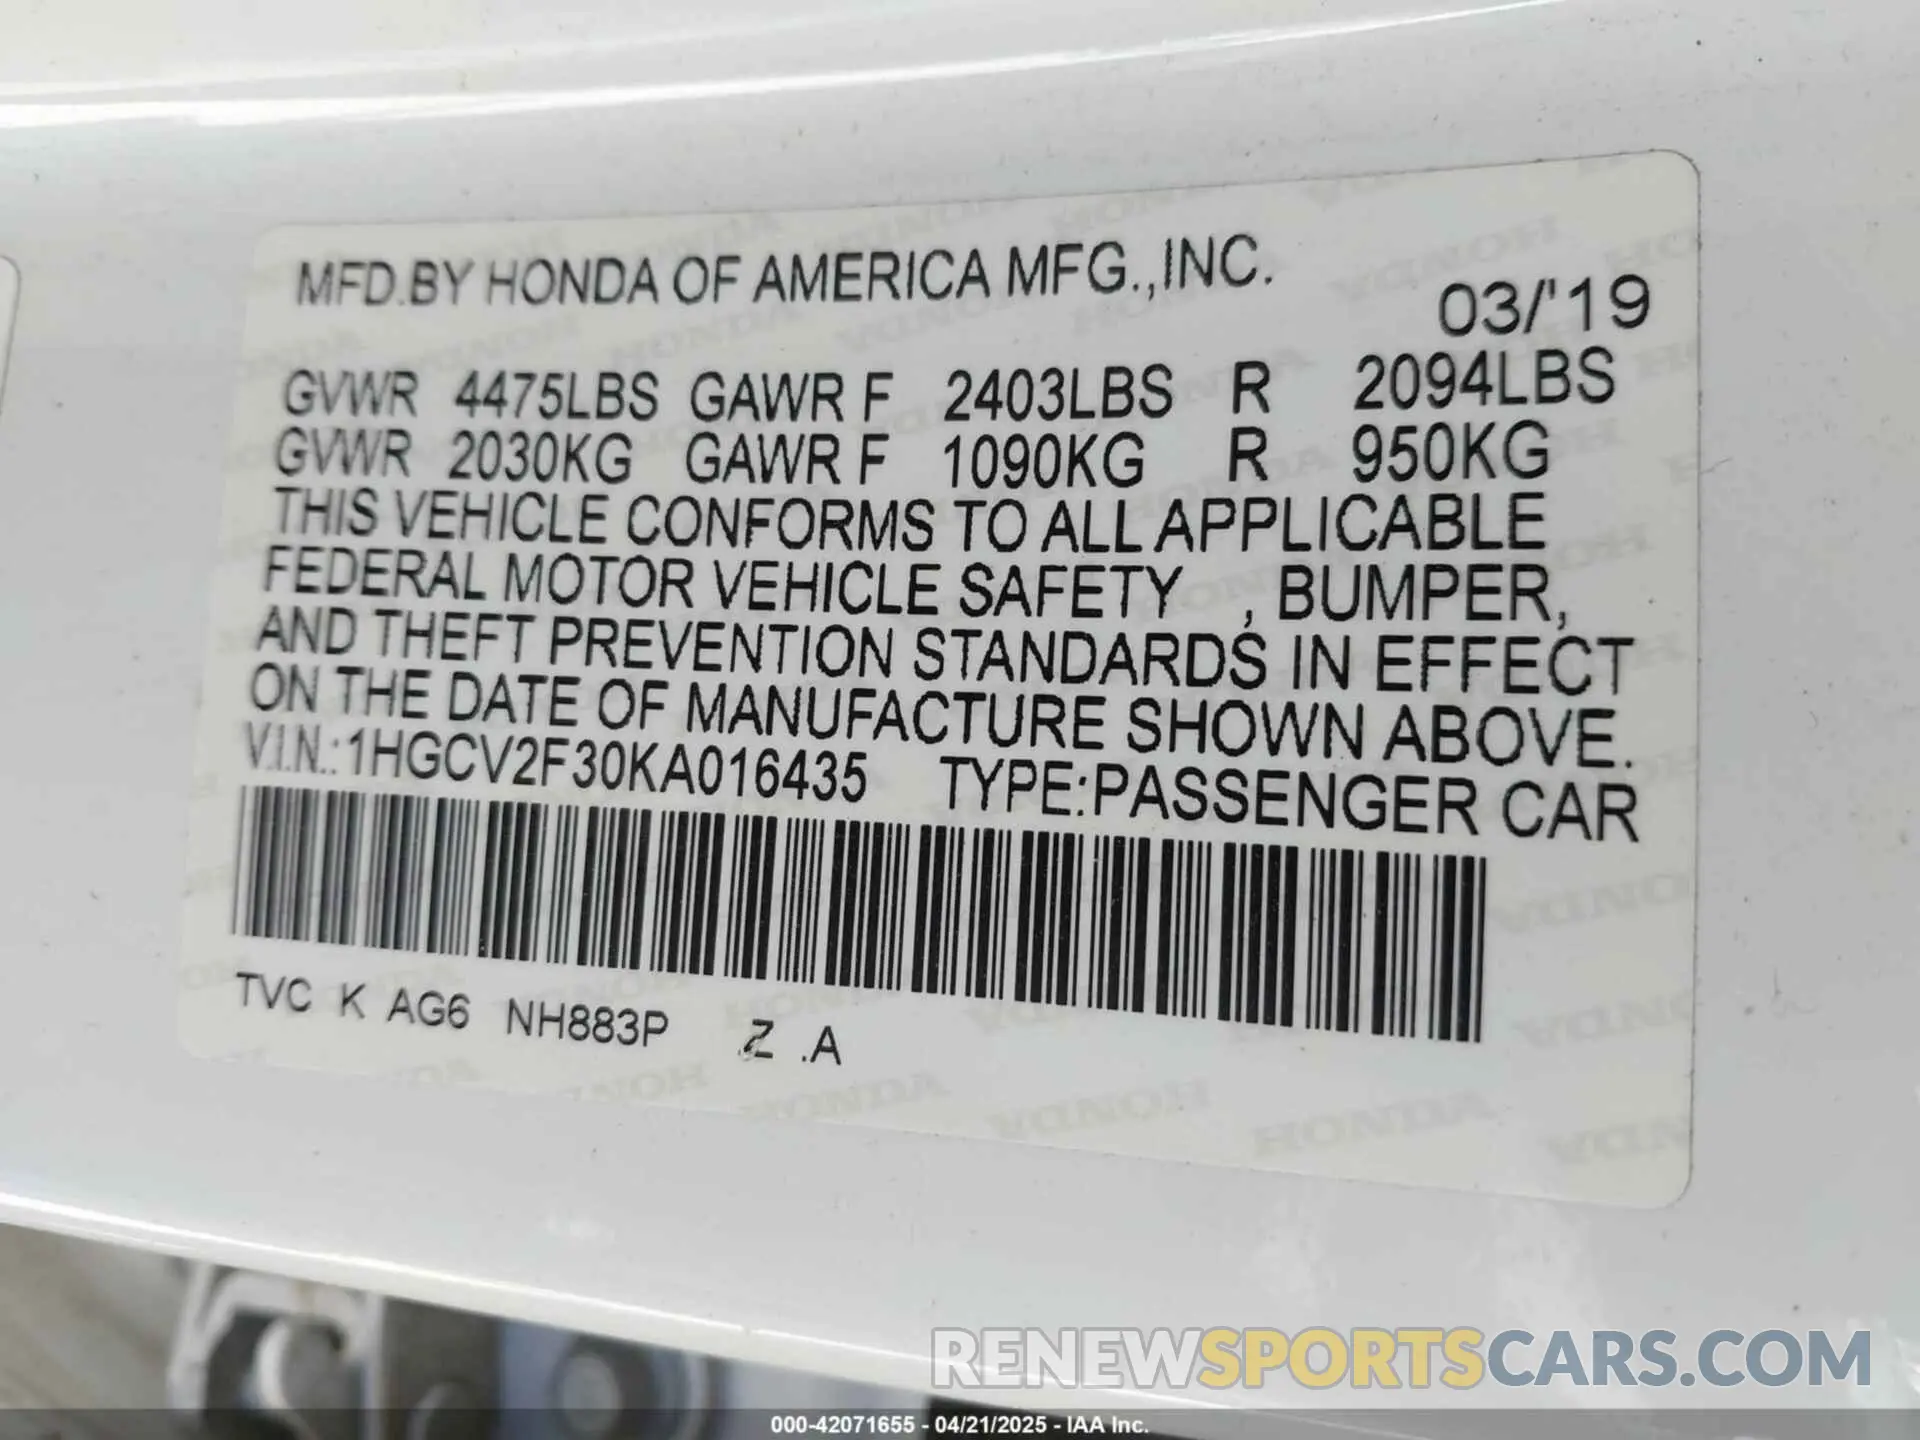 MFD.BY HONDA OF AMERICA MFG.,INC.
03/'19
GVWR 4475LBS GAWR F 2403LBS R 2094LBS
GVWR 2030KG GAWR F 1090KG R 950KG
THIS VEHICLE CONFORMS TO ALL APPLICABLE
FEDERAL MOTOR VEHICLE SAFETY , BUMPER,
AND THEFT PREVENTION STANDARDS IN EFFECT
ON THE DATE OF MANUFACTURE SHOWN ABOVE.
V.I.N.:1HGCV2F30KA016435 TYPE:PASSENGER CAR
TVC K AG6 NH883P Z .A
RENEWSPORTSCARS.COM
000-42071655 - 04/21/2025 - IAA Inc.